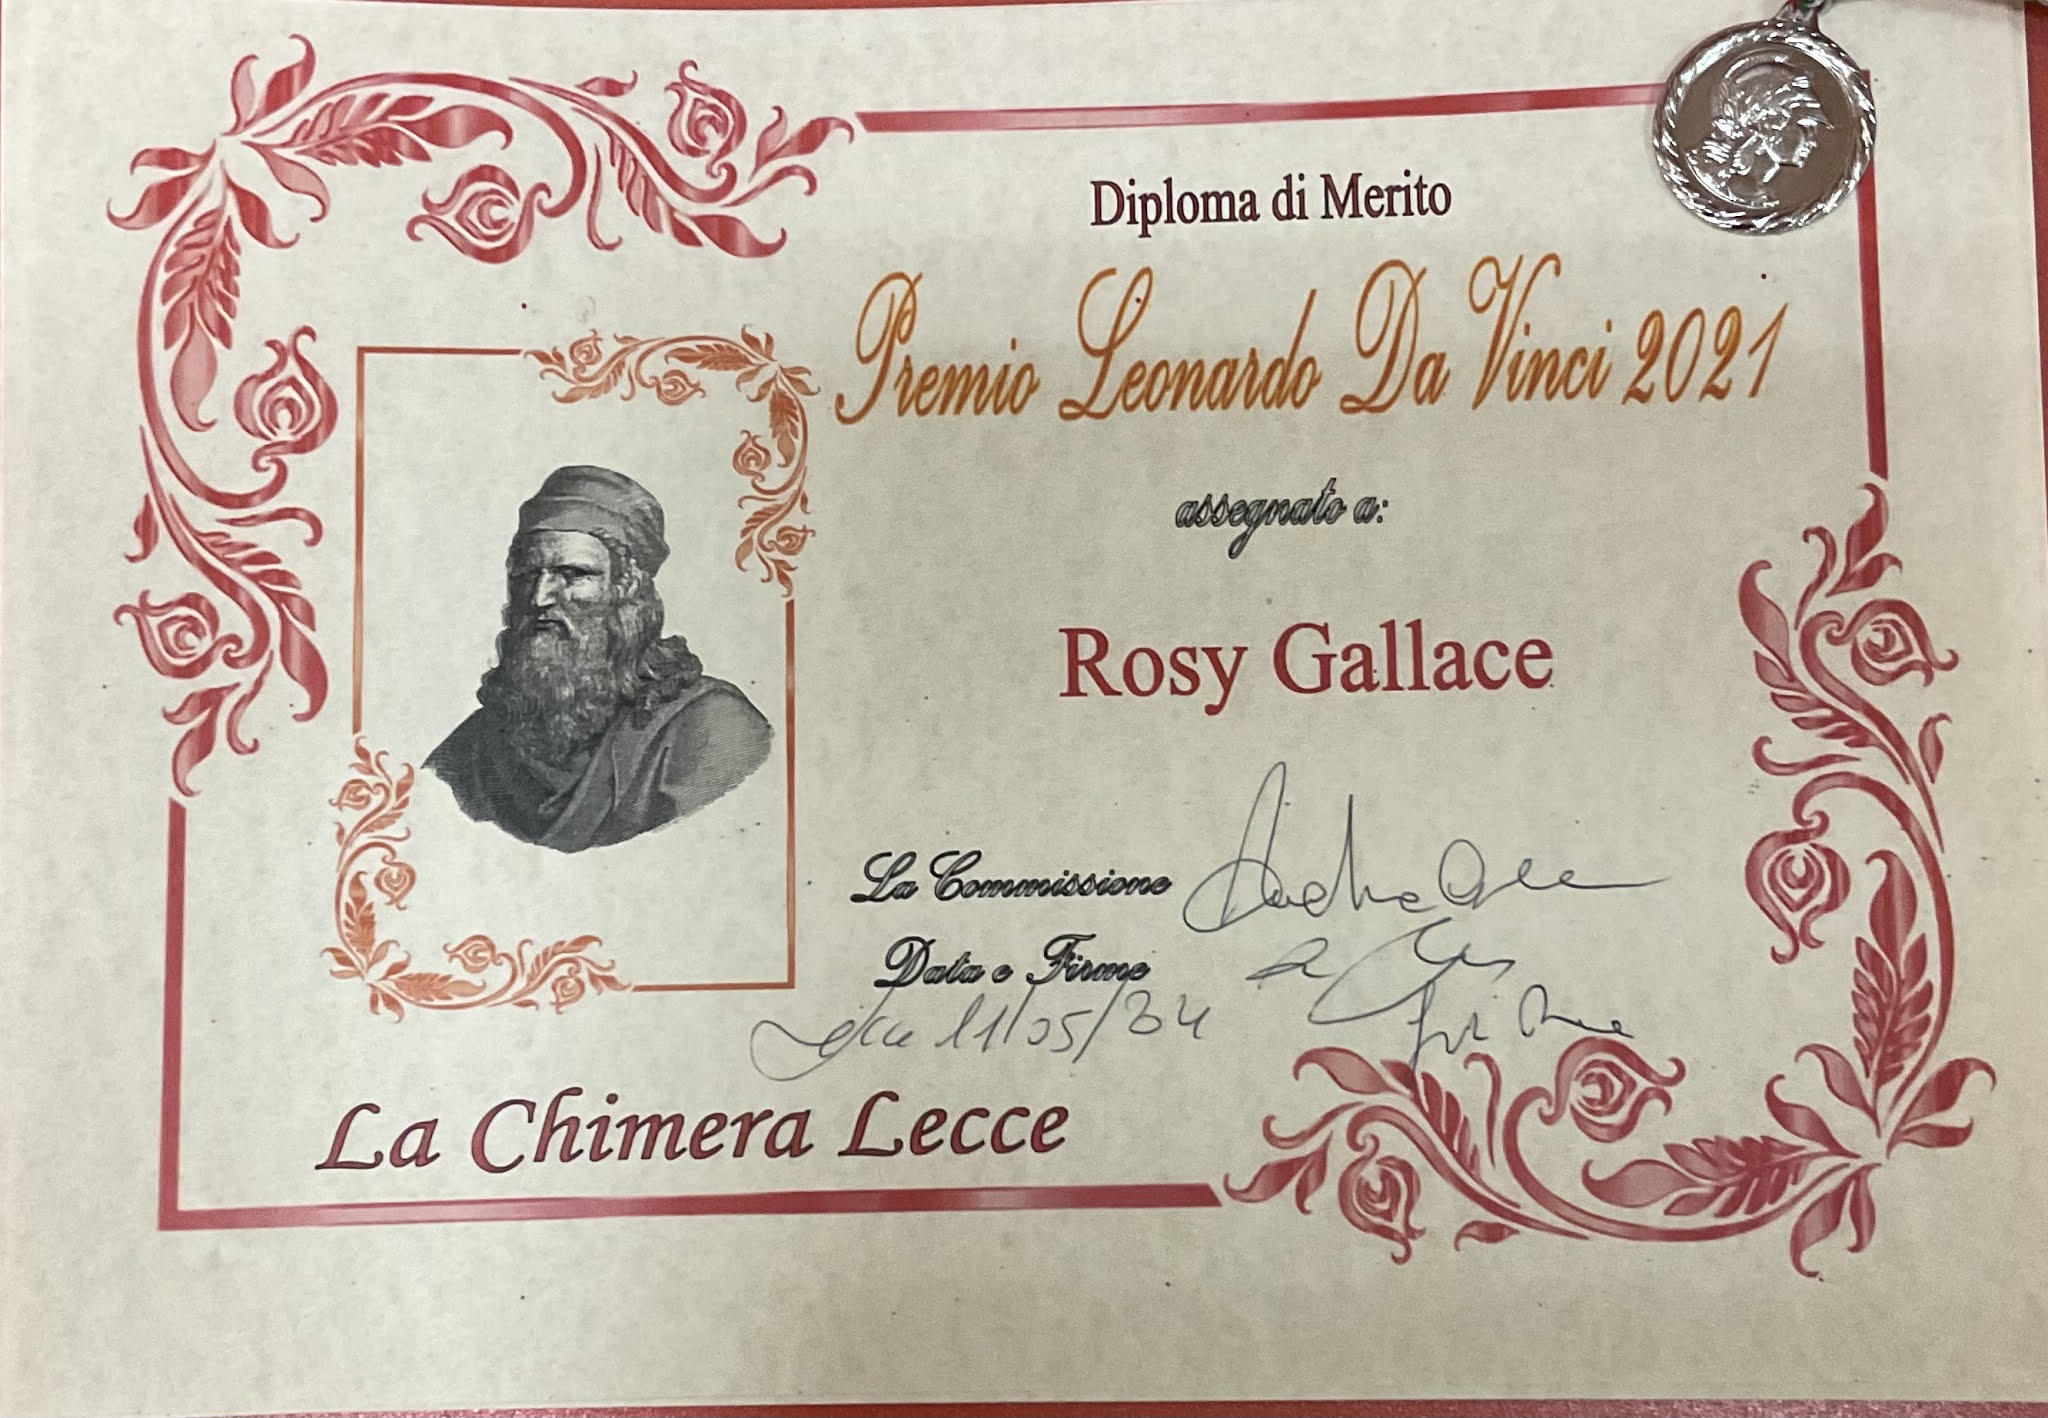 Diploma di Merito
Premio Leonardo Da Vinci 2021
assegnato a:
Rosy Gallace
La Commissione
Data e Firme
11/05/24
La Chimera Lecce